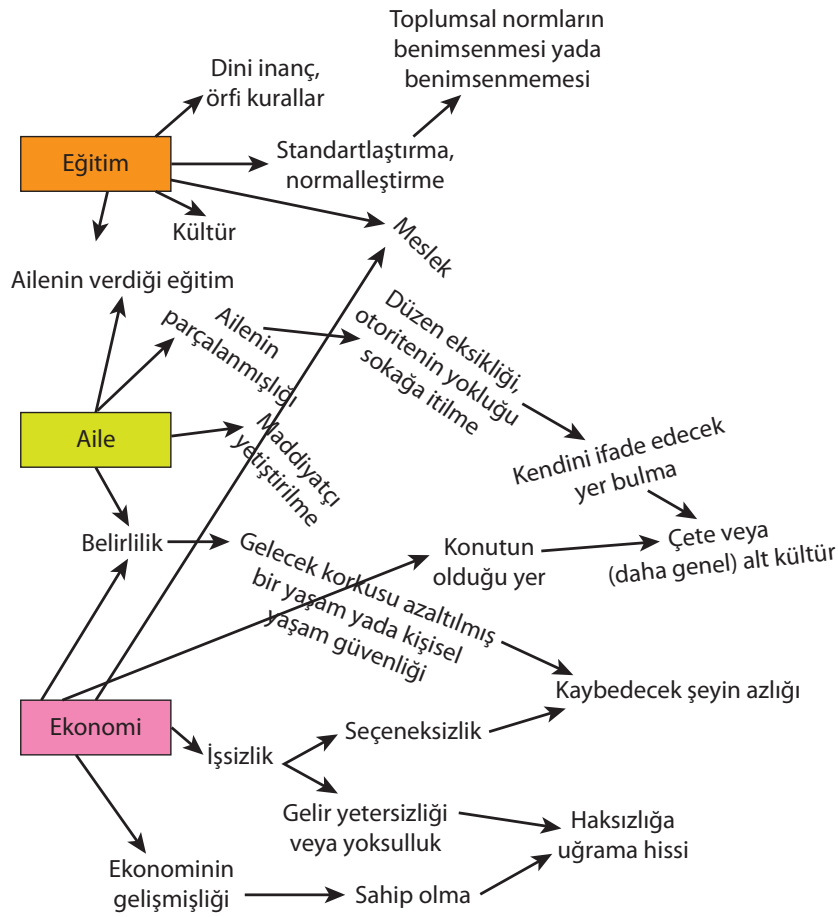 Toplumsal normların
benimsenmesi yada
benimsenmemesi
Dini inanç,
örfi kurallar
Eğitim
Standartlaştırma,
normalleştirme
Kültür
Meslek
Ailenin verdiği eğitim
Ailenin
parçalanmışlığı
Düzen eksikliği,
otoritenin yokluğu
sokağa itilme
Aile
Maddiyatçı
yetiştirilme
Kendini ifade edecek
yer bulma
Belirlilik
Gelecek korkusu azaltılmış
bir yaşam yada kişisel
yaşam güvenliği
Konutun
olduğu yer
Çete veya
(daha genel) alt kültür
Kaybedecek şeyin azlığı
Ekonomi
İşsizlik
Seçeneksizlik
Gelir yetersizliği
veya yoksulluk
Haksızlığa
uğrama hissi
Ekonominin
gelişmişliği
Sahip olma